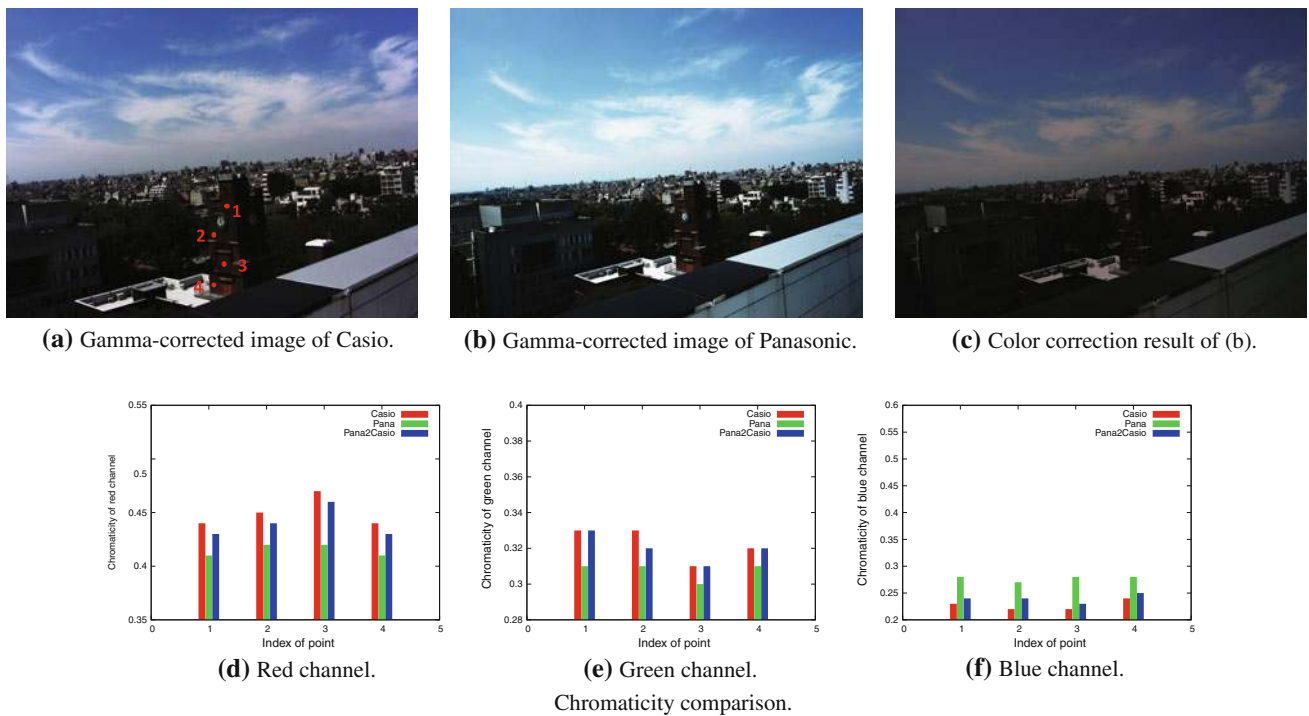 1
2
3
4
(a) Gamma-corrected image of Casio.
(b) Gamma-corrected image of Panasonic.
(c) Color correction result of (b).
0.55
0.5
0.45
0.4
0.35
Chromaticity of red channel
Casio
Pana
Pana2Casio
0 1 2 3 4 5
Index of point
(d) Red channel.
0.4
0.38
0.36
0.34
0.32
0.3
0.28
Chromaticity of green channel
Casio
Pana
Pana2Casio
0 1 2 3 4 5
Index of point
(e) Green channel.
0.6
0.55
0.5
0.45
0.4
0.35
0.3
0.25
0.2
Chromaticity of blue channel
Casio
Pana
Pana2Casio
0 1 2 3 4 5
Index of point
(f) Blue channel.
Chromaticity comparison.